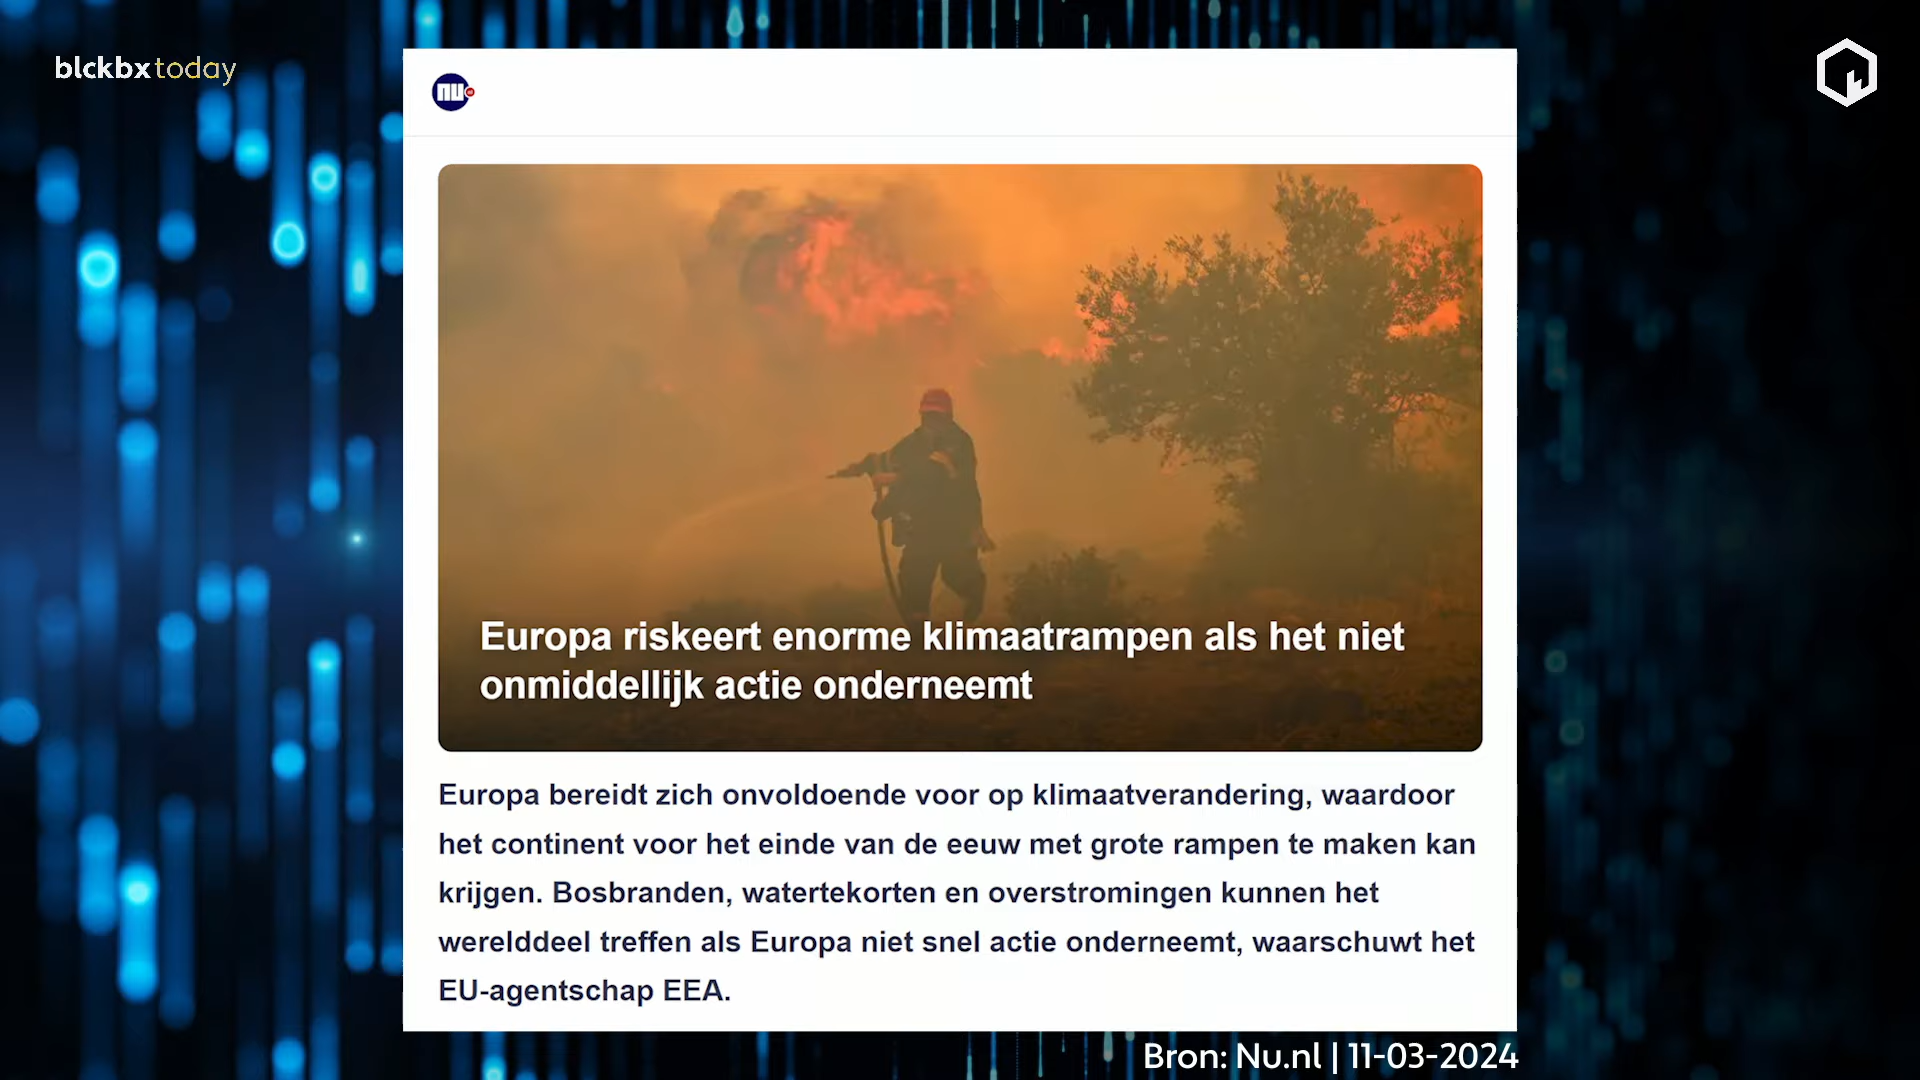 blckbxtoday
nu.nl
Europa riskeert enorme klimaatrampen als het niet
onmiddellijk actie onderneemt
Europa bereidt zich onvoldoende voor op klimaatverandering, waardoor
het continent voor het einde van de eeuw met grote rampen te maken kan
krijgen. Bosbranden, watertekorten en overstromingen kunnen het
werelddeel treffen als Europa niet snel actie onderneemt, waarschuwt het
EU-agentschap EEA.
Bron: Nu.nl | 11-03-2024